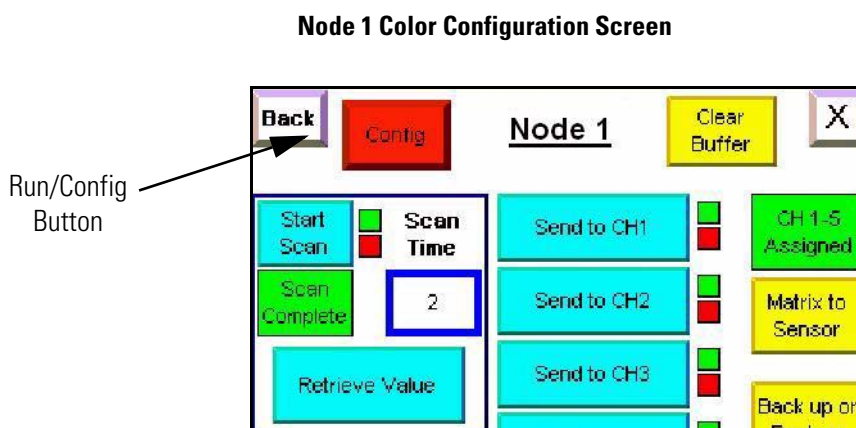 Node 1 Color Configuration Screen
Back
Config
Node 1
Clear
Buffer
X
Run/Config
Button
Start
Scan
Scan
Time
Send to CH1
CH 1-5
Assigned
Scan
Complete
2
Send to CH2
Matrix to
Sensor
Retrieve Value
Send to CH3
Back up or